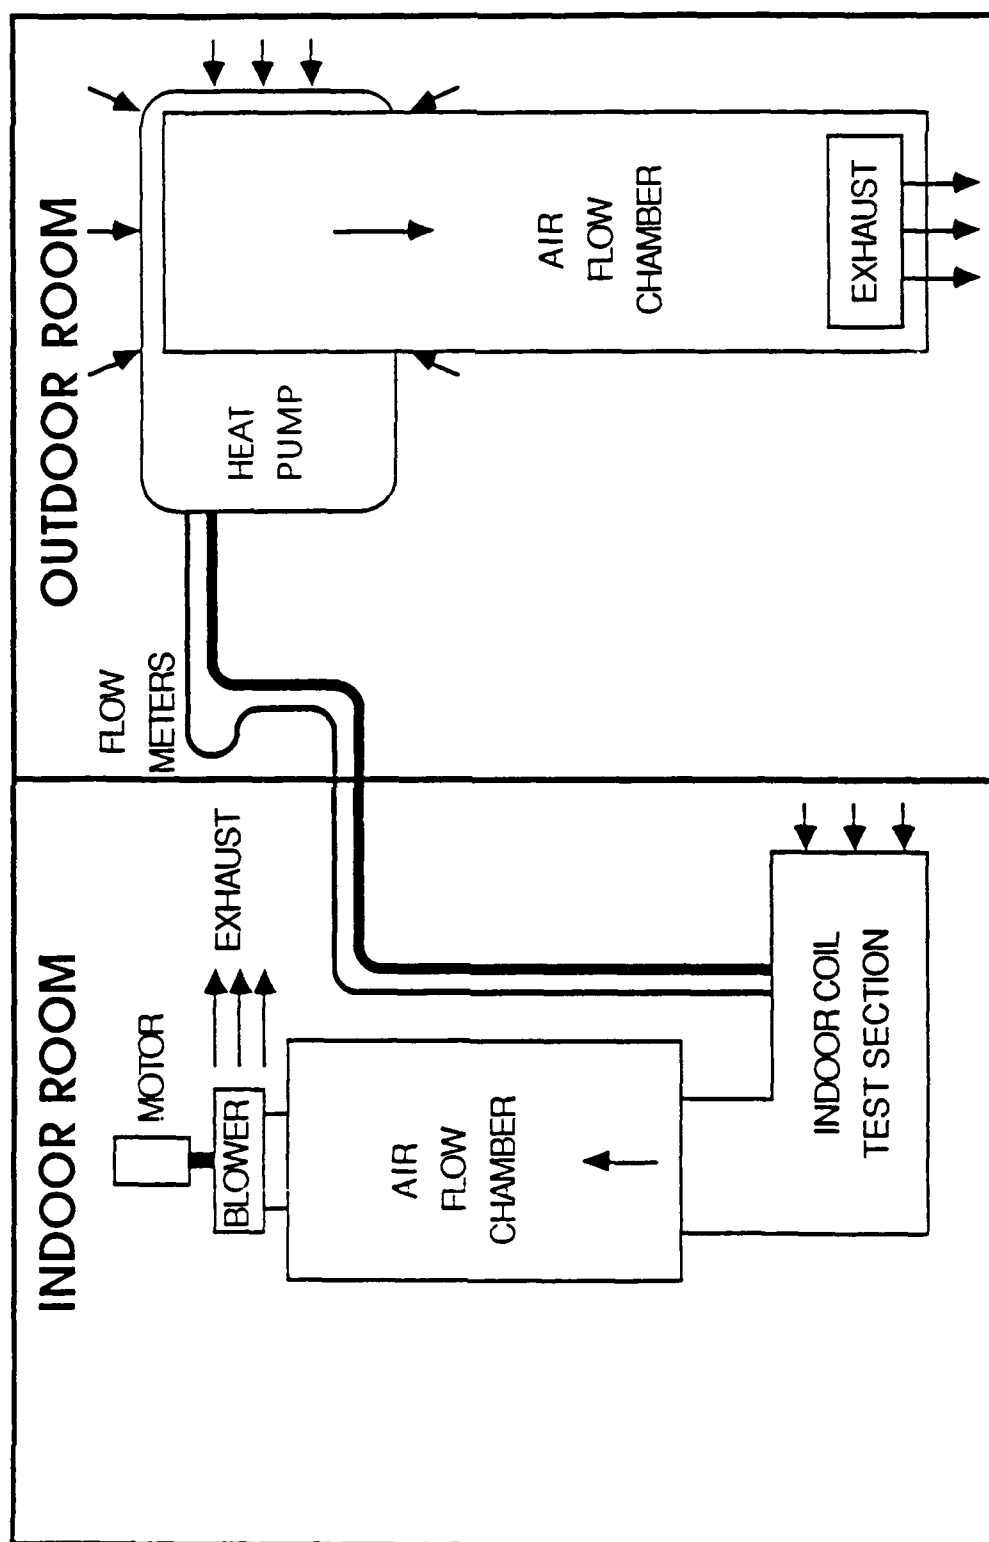 INDOOR ROOM
OUTDOOR ROOM
MOTOR
BLOWER
EXHAUST
AIR
FLOW
CHAMBER
INDOOR COIL
TEST SECTION
FLOW
METERS
HEAT
PUMP
AIR
FLOW
CHAMBER
EXHAUST